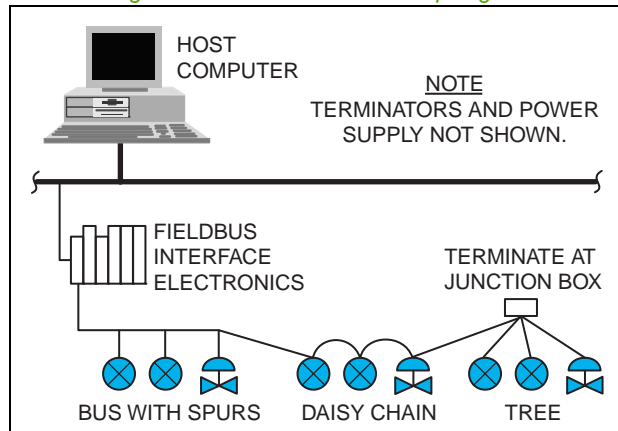 HOST
COMPUTER
NOTE
TERMINATORS AND POWER
SUPPLY NOT SHOWN.
FIELDBUS
INTERFACE
ELECTRONICS
TERMINATE AT
JUNCTION BOX
BUS WITH SPURS
DAISY CHAIN
TREE